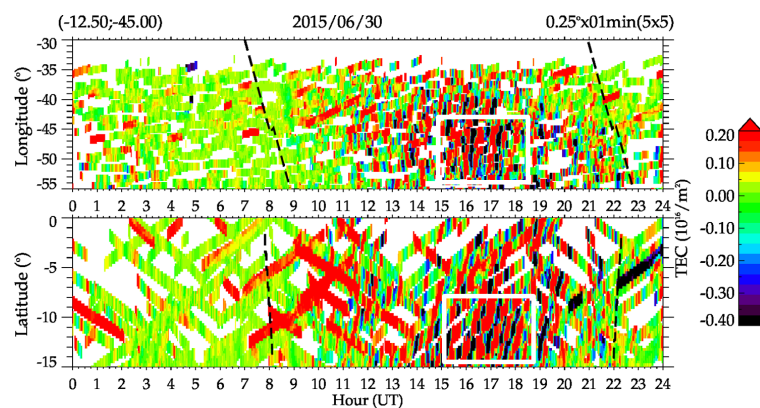 (-12.50;-45.00) 2015/06/30 0.25°x01min(5x5)
-30
-35
-40
-45
-50
-55
Longitude (°)
0 1 2 3 4 5 6 7 8 9 10 11 12 13 14 15 16 17 18 19 20 21 22 23 24
0
-5
-10
-15
Latitude (°)
0 1 2 3 4 5 6 7 8 9 10 11 12 13 14 15 16 17 18 19 20 21 22 23 24
Hour (UT)
TEC (10¹⁶/m²)
0.20
0.10
0.00
-0.10
-0.20
-0.30
-0.40